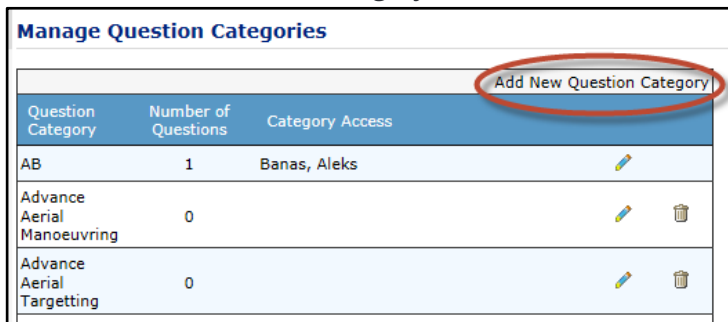 Manage Question Categories
Add New Question Category
Question Category
Number of Questions
Category Access
AB 1 Banas, Aleks
Advance
Aerial 0
Manoeuvring
Advance
Aerial 0
Targetting